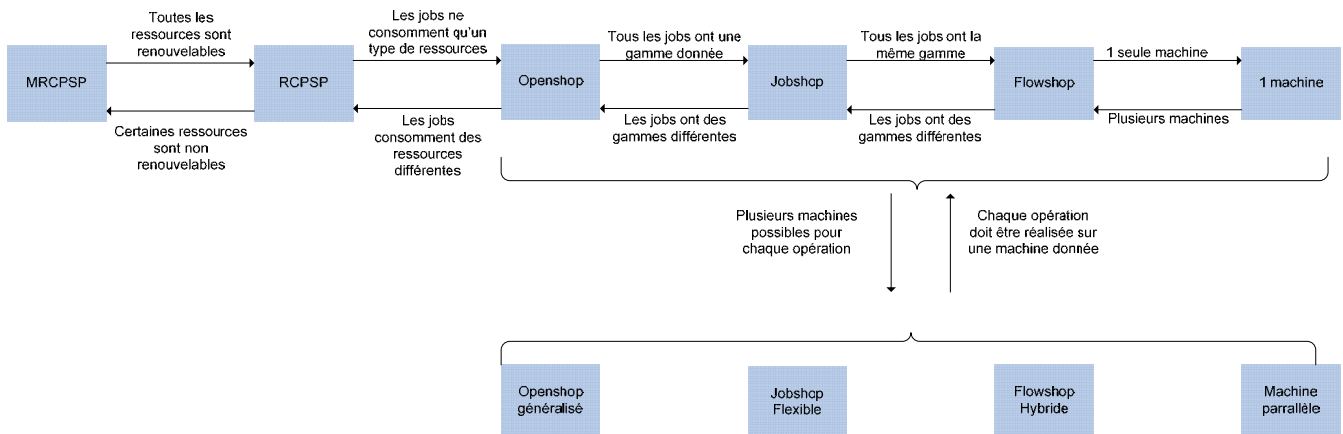 Toutes les
ressources sont
renouvelables
Les jobs ne
consomment qu'un
type de ressources
Tous les jobs ont une
gamme donnée
Tous les jobs ont la
même gamme
1 seule machine
MRCPSP
RCPSP
Openshop
Jobshop
Flowshop
1 machine
Certaines ressources
sont non
renouvelables
Les jobs
consomment des
ressources
différentes
Les jobs ont des
gammes différentes
Les jobs ont des
gammes différentes
Plusieurs machines
Plusieurs machines
possibles pour
chaque opération
Chaque opération
doit être réalisée sur
une machine donnée
Openshop
généralisé
Jobshop
Flexible
Flowshop
Hybride
Machine
parrallèle